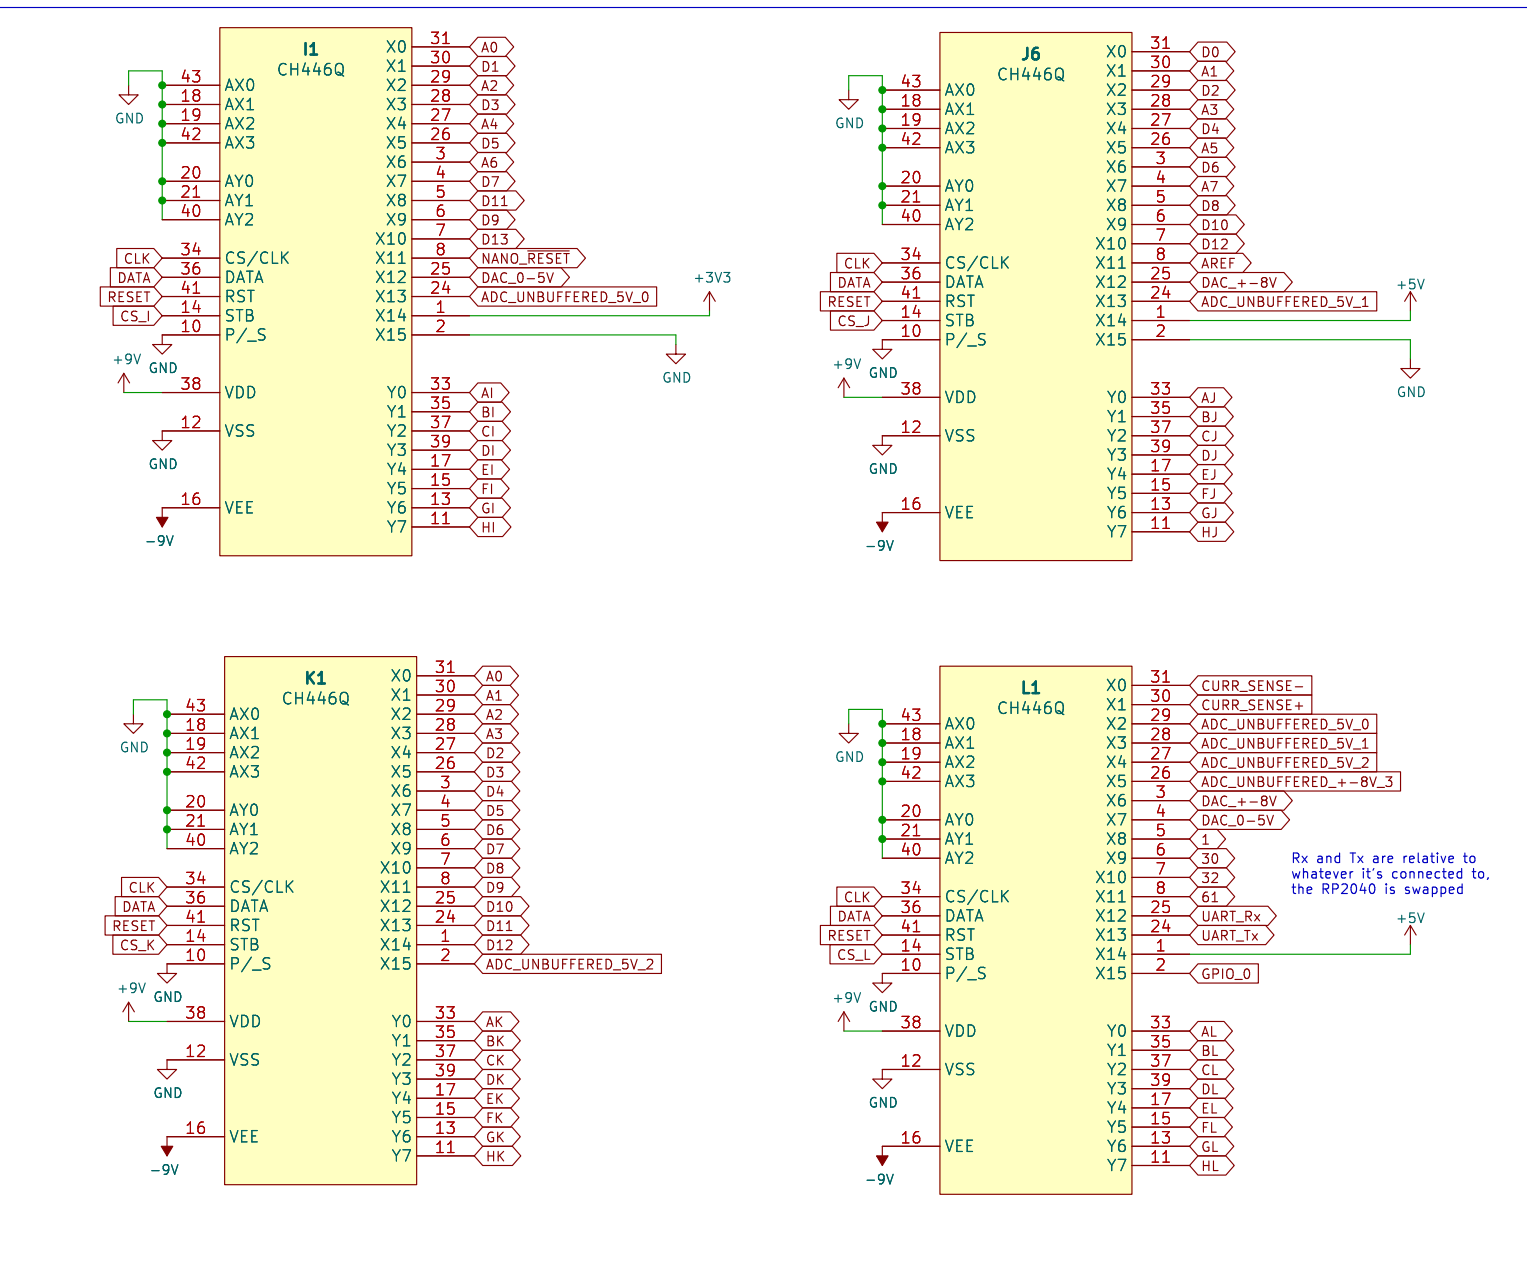 I1
CH446Q
GND
43 AX0
18 AX1
19 AX2
42 AX3
20 AY0
21 AY1
40 AY2
CLK 34 CS/CLK
DATA 36 DATA
RESET 41 RST
CS_I 14 STB
10 P/_S
GND
+9V
38 VDD
12 VSS
GND
16 VEE
-9V
X0 31 A0
X1 30 D1
X2 29 A2
X3 28 D3
X4 27 A4
X5 26 D5
X6 3 A6
X7 4 D7
X8 5 D11
X9 6 D9
X10 7 D13
X11 8 NANO_RESET
X12 25 DAC_0-5V
X13 24 ADC_UNBUFFERED_5V_0
X14 1
+3V3
X15 2
GND
Y0 33 AI
Y1 35 BI
Y2 37 CI
Y3 39 DI
Y4 17 EI
Y5 15 FI
Y6 13 GI
Y7 11 HI
J6
CH446Q
GND
43 AX0
18 AX1
19 AX2
42 AX3
20 AY0
21 AY1
40 AY2
CLK 34 CS/CLK
DATA 36 DATA
RESET 41 RST
CS_J 14 STB
10 P/_S
GND
+9V
38 VDD
12 VSS
GND
16 VEE
-9V
X0 31 D0
X1 30 A1
X2 29 D2
X3 28 A3
X4 27 D4
X5 26 A5
X6 3 D6
X7 4 A7
X8 5 D8
X9 6 D10
X10 7 D12
X11 8 AREF
X12 25 DAC_+-8V
X13 24 ADC_UNBUFFERED_5V_1
X14 1
+5V
X15 2
GND
Y0 33 AJ
Y1 35 BJ
Y2 37 CJ
Y3 39 DJ
Y4 17 EJ
Y5 15 FJ
Y6 13 GJ
Y7 11 HJ
K1
CH446Q
GND
43 AX0
18 AX1
19 AX2
42 AX3
20 AY0
21 AY1
40 AY2
CLK 34 CS/CLK
DATA 36 DATA
RESET 41 RST
CS_K 14 STB
10 P/_S
GND
+9V
38 VDD
12 VSS
GND
16 VEE
-9V
X0 31 A0
X1 30 A1
X2 29 A2
X3 28 A3
X4 27 D2
X5 26 D3
X6 3 D4
X7 4 D5
X8 5 D6
X9 6 D7
X10 7 D8
X11 8 D9
X12 25 D10
X13 24 D11
X14 1 D12
X15 2 ADC_UNBUFFERED_5V_2
Y0 33 AK
Y1 35 BK
Y2 37 CK
Y3 39 DK
Y4 17 EK
Y5 15 FK
Y6 13 GK
Y7 11 HK
L1
CH446Q
GND
43 AX0
18 AX1
19 AX2
42 AX3
20 AY0
21 AY1
40 AY2
CLK 34 CS/CLK
DATA 36 DATA
RESET 41 RST
CS_L 14 STB
10 P/_S
GND
+9V
38 VDD
12 VSS
GND
16 VEE
-9V
X0 31 CURR_SENSE-
X1 30 CURR_SENSE+
X2 29 ADC_UNBUFFERED_5V_0
X3 28 ADC_UNBUFFERED_5V_1
X4 27 ADC_UNBUFFERED_5V_2
X5 26 ADC_UNBUFFERED_+-8V_3
X6 3 DAC_+-8V
X7 4 DAC_0-5V
X8 5 1
X9 6 30
X10 7 32
X11 8 61
X12 25 UART_Rx
X13 24 UART_Tx
X14 1
+5V
X15 2 GPIO_0
Y0 33 AL
Y1 35 BL
Y2 37 CL
Y3 39 DL
Y4 17 EL
Y5 15 FL
Y6 13 GL
Y7 11 HL
Rx and Tx are relative to
whatever it's connected to,
the RP2040 is swapped